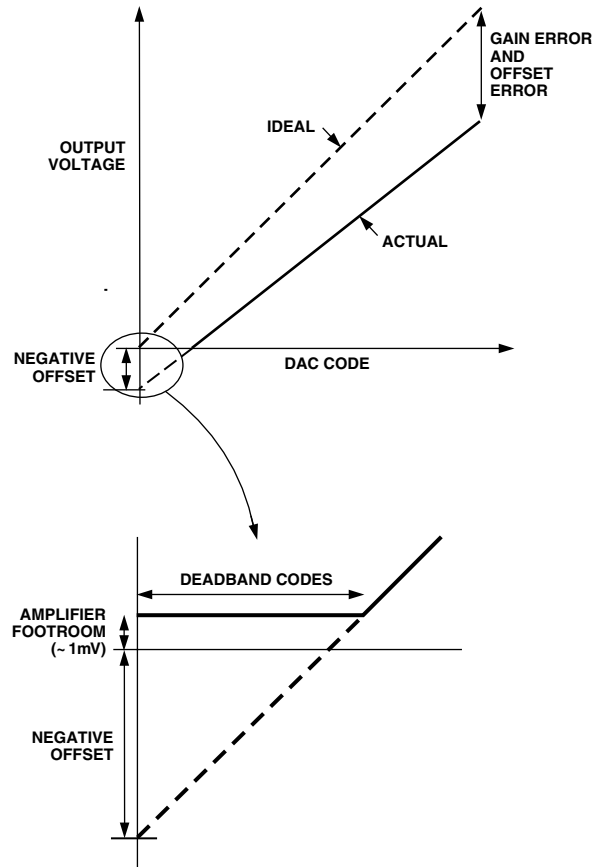 GAIN ERROR
AND
OFFSET
ERROR
IDEAL
OUTPUT
VOLTAGE
ACTUAL
NEGATIVE
OFFSET
DAC CODE
DEADBAND CODES
AMPLIFIER
FOOTROOM
(~ 1mV)
NEGATIVE
OFFSET